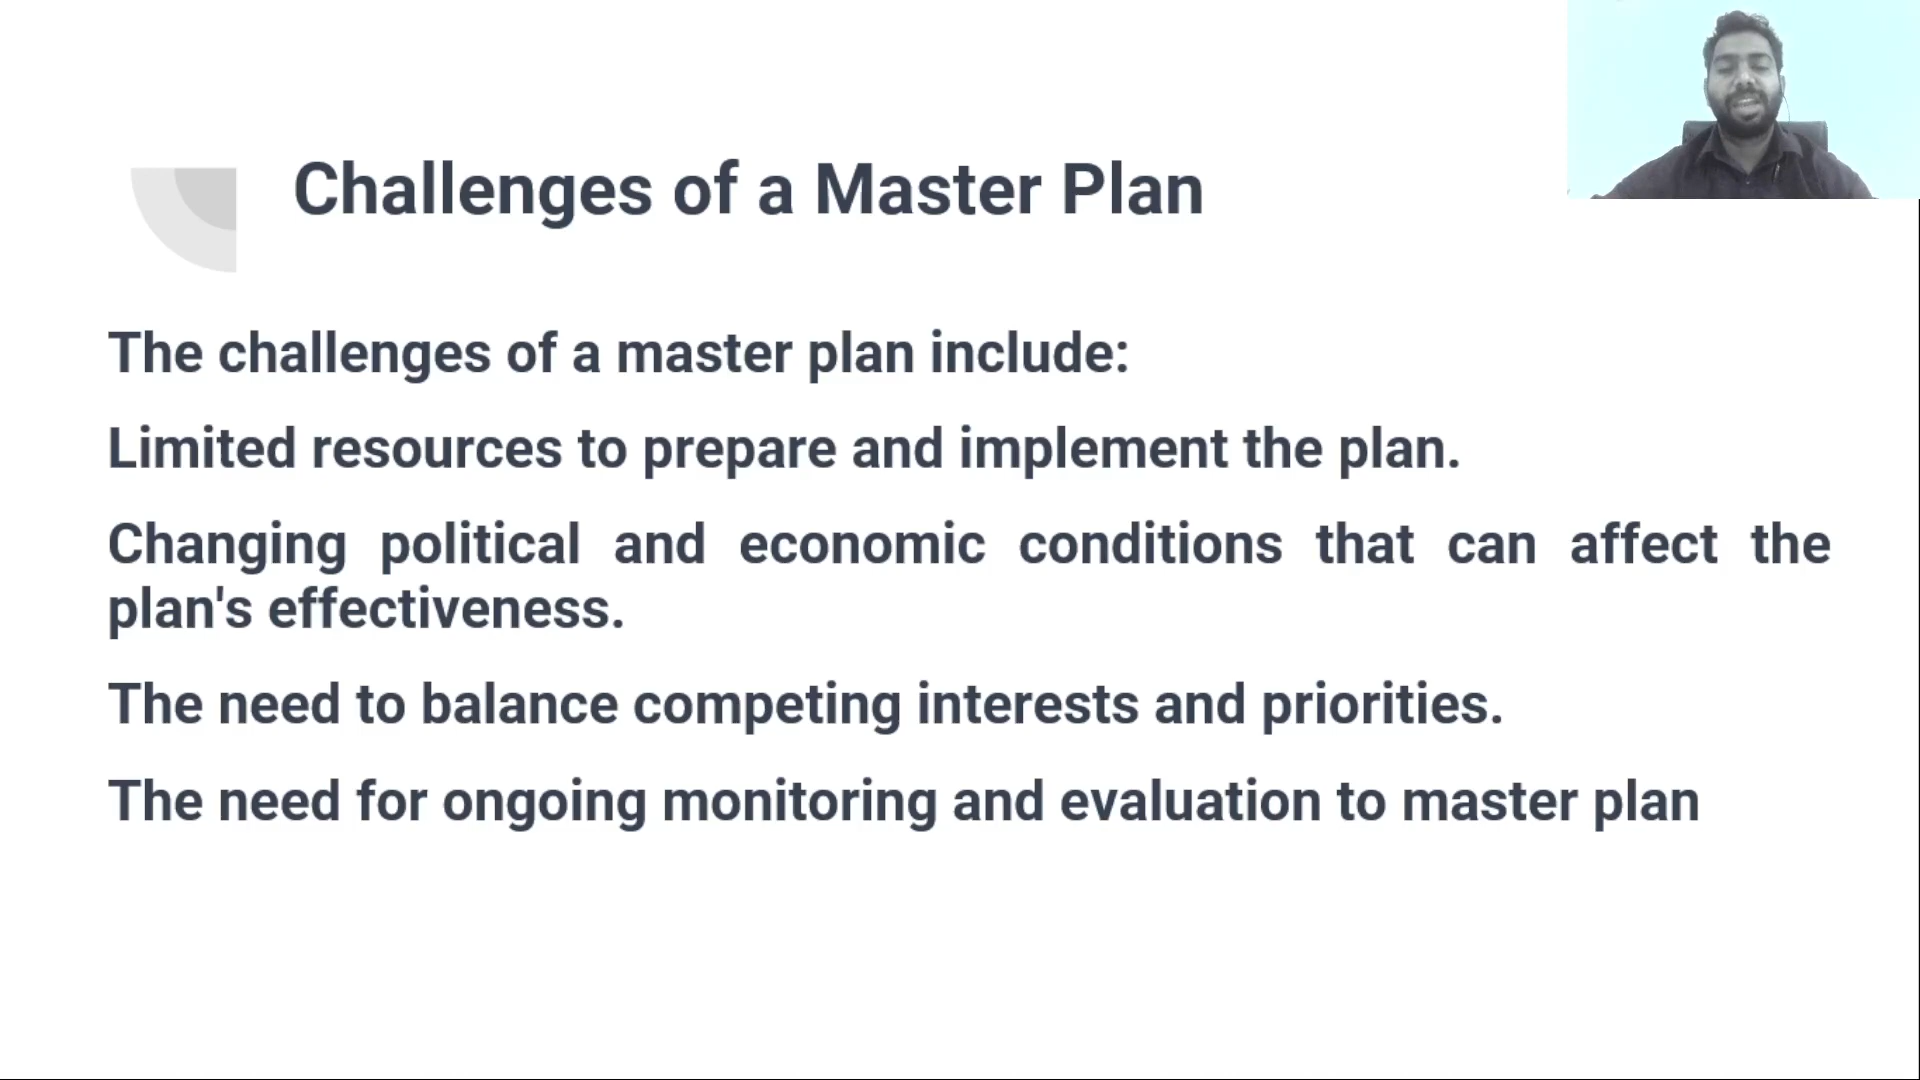 Challenges of a Master Plan
The challenges of a master plan include:
Limited resources to prepare and implement the plan.
Changing political and economic conditions that can affect the
plan's effectiveness.
The need to balance competing interests and priorities.
The need for ongoing monitoring and evaluation to master plan